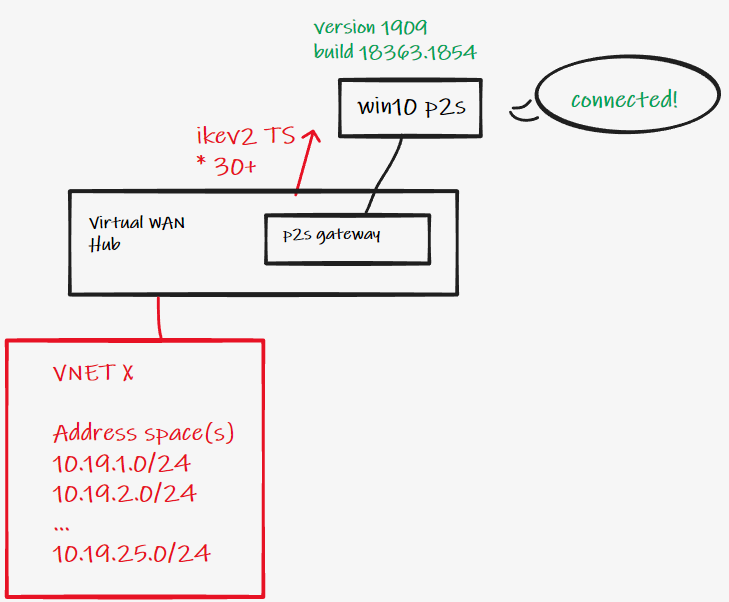 version 1909
build 18363.1854
win10 p2s
connected!
ikev2 TS
* 30+
Virtual WAN
Hub
p2s gateway
VNET X
Address space(s)
10.19.1.0/24
10.19.2.0/24
...
10.19.25.0/24